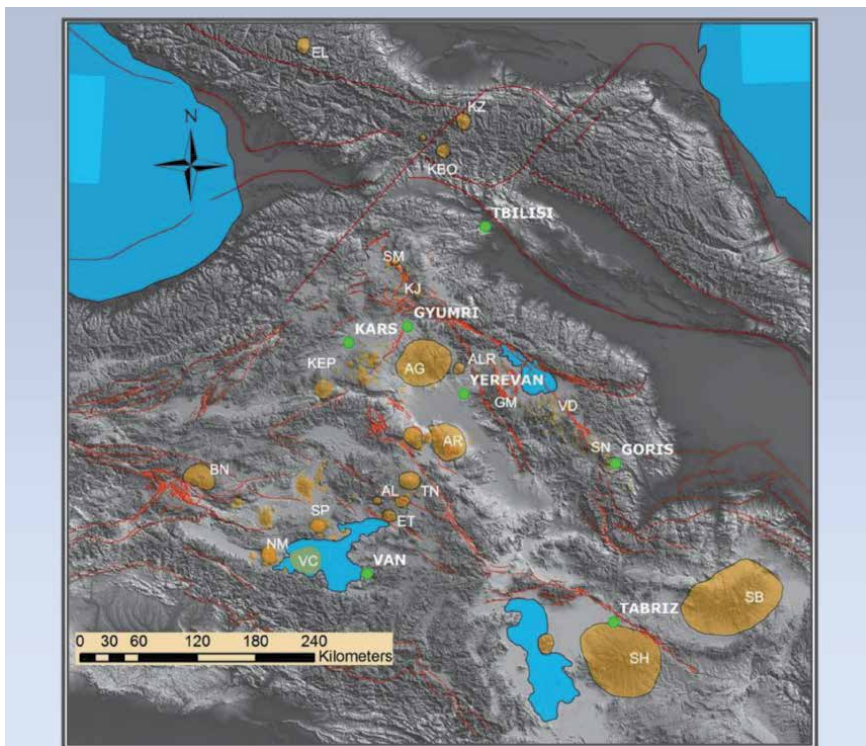 EL
KZ
N
KBO
TBILISI
SM
KJ
GYUMRI
KARS
KEP
AG
ALR
YEREVAN
GM
VD
AR
SN
GORIS
BN
AL
TN
SP
ET
NM
VC
VAN
SB
TABRIZ
SH
0 30 60 120 180 240
Kilometers